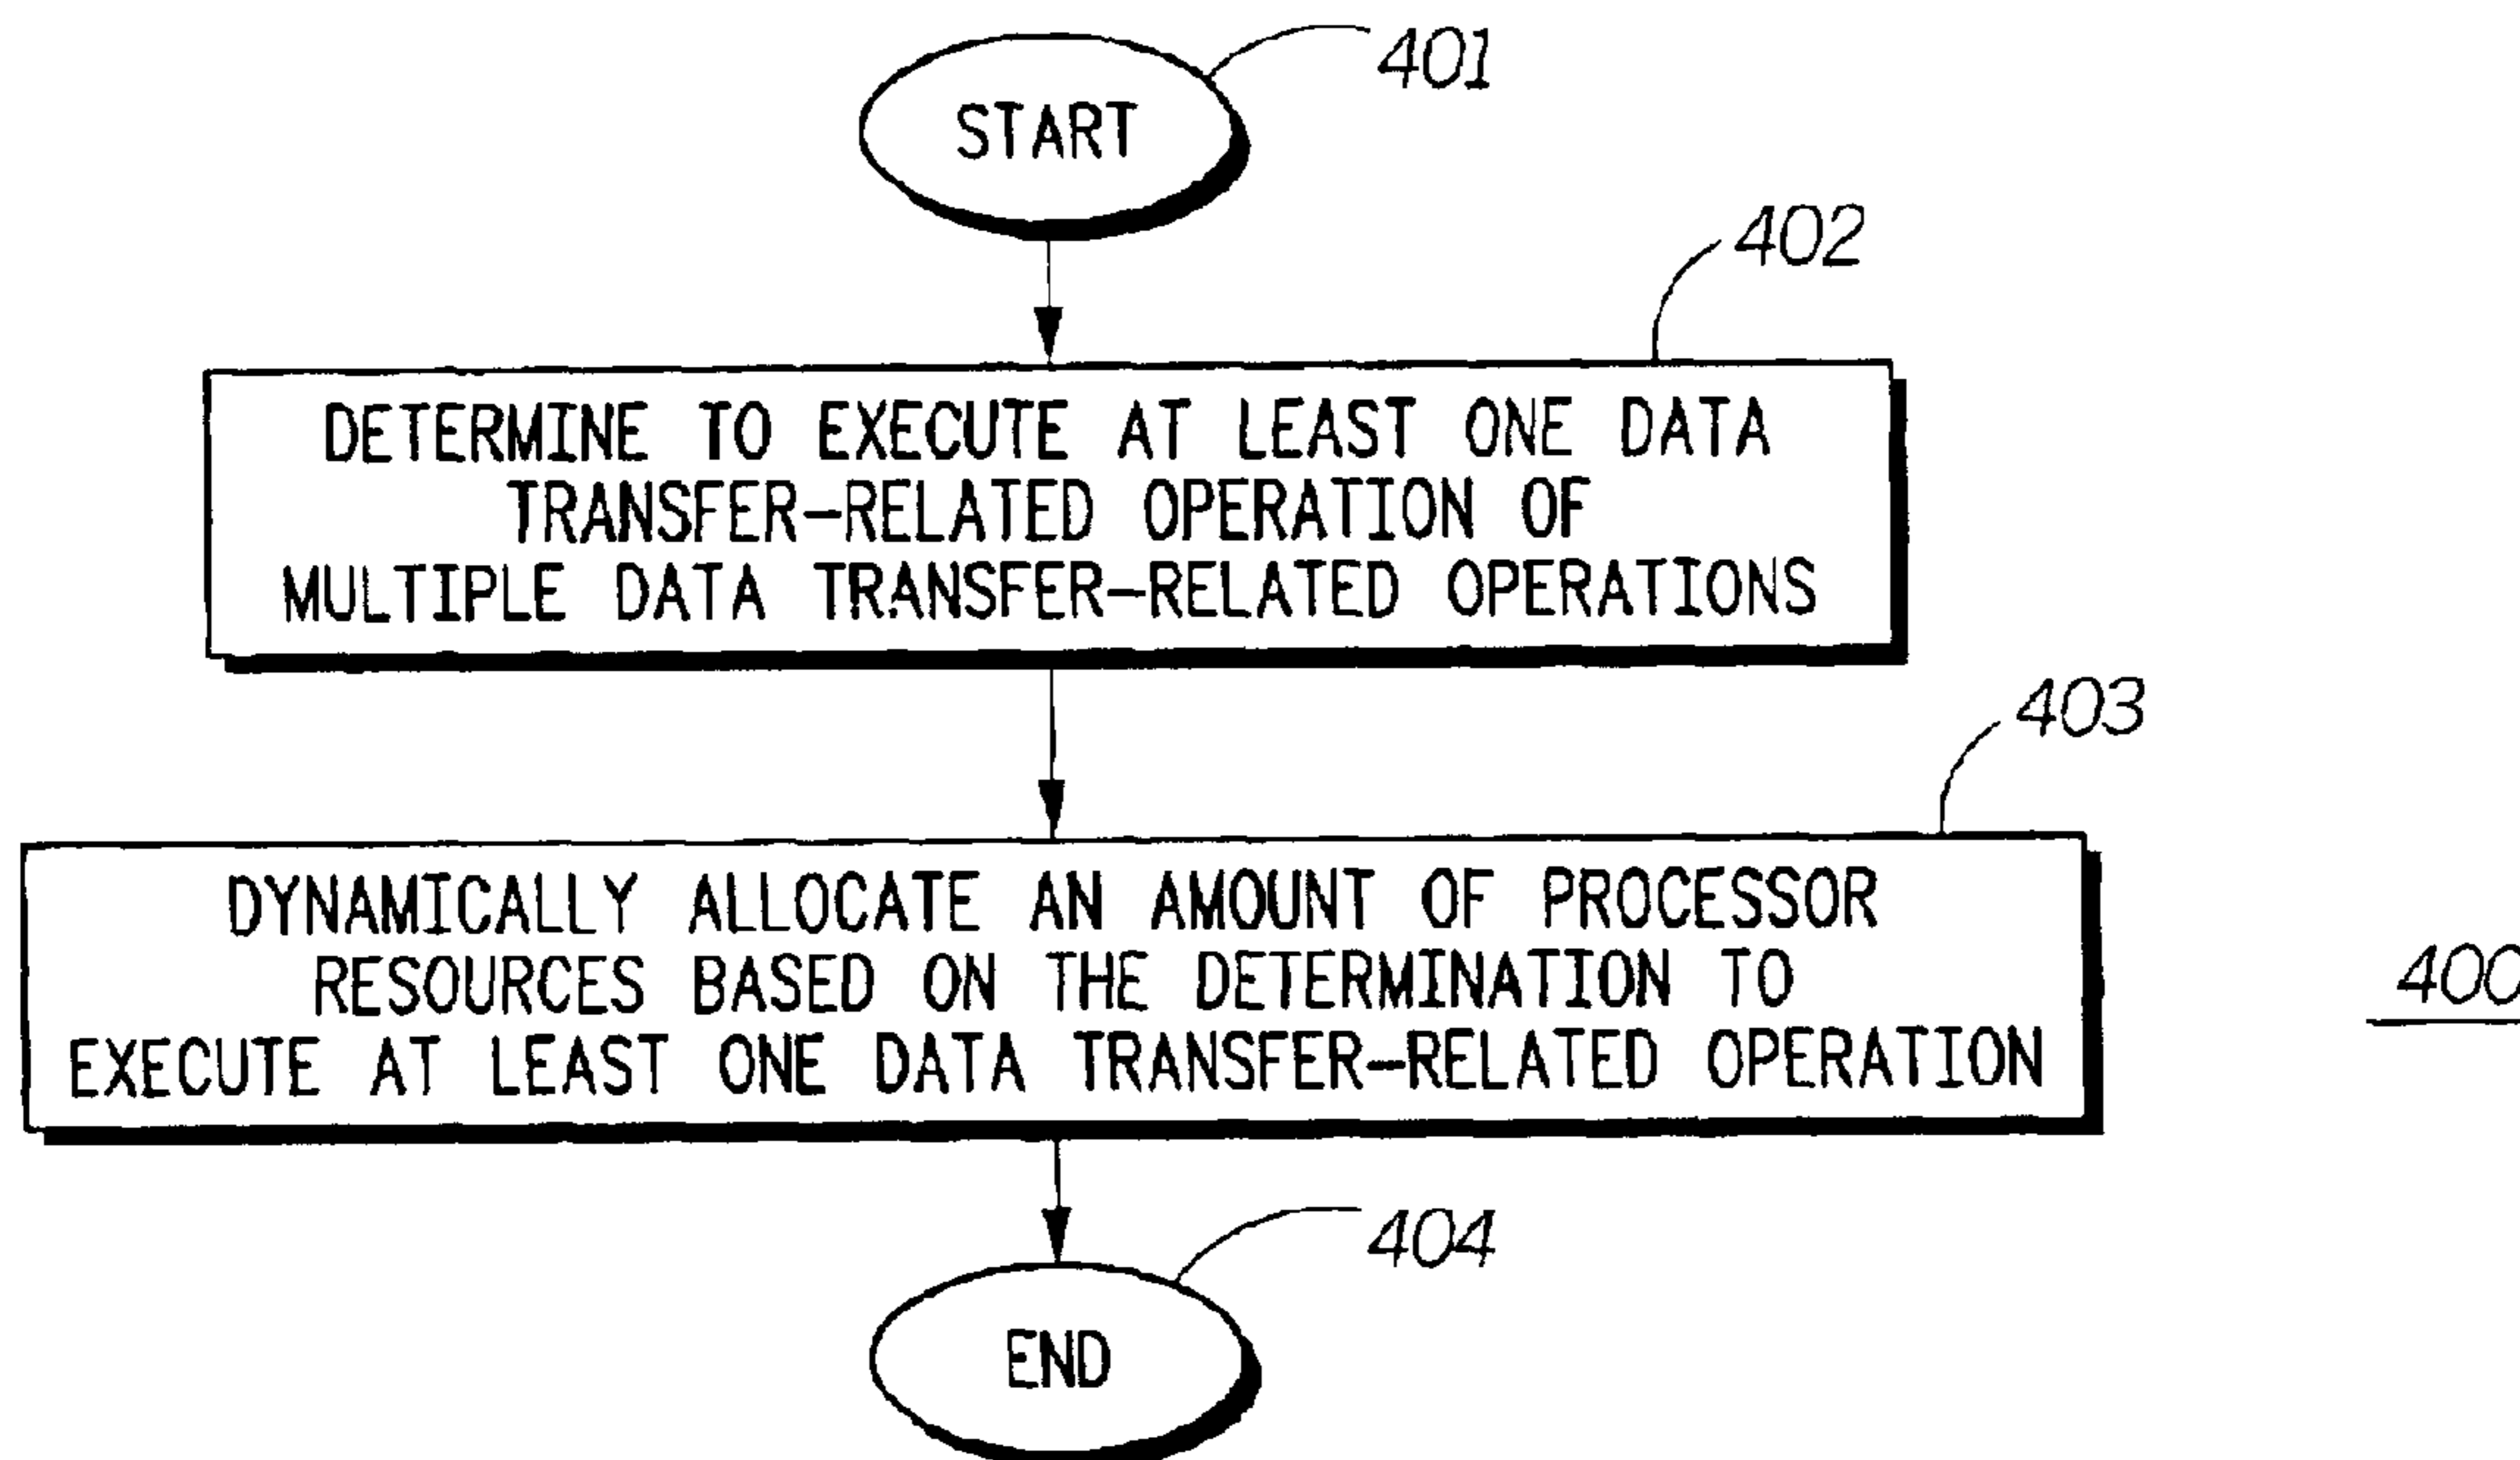 401
START
402
DETERMINE TO EXECUTE AT LEAST ONE DATA
TRANSFER-RELATED OPERATION OF
MULTIPLE DATA TRANSFER-RELATED OPERATIONS
403
DYNAMICALLY ALLOCATE AN AMOUNT OF PROCESSOR
RESOURCES BASED ON THE DETERMINATION TO
EXECUTE AT LEAST ONE DATA TRANSFER-RELATED OPERATION
400
404
END